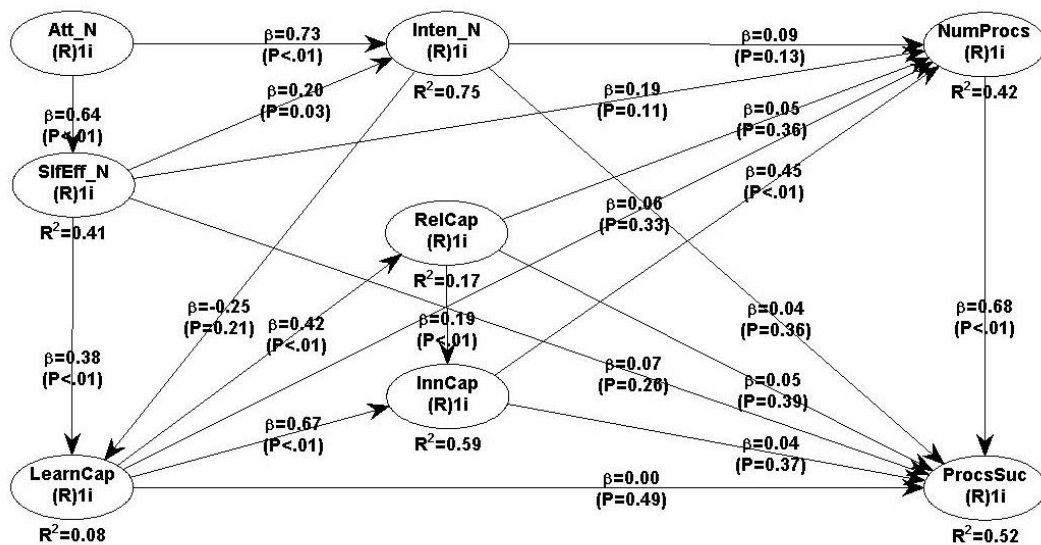 Att_N
(R)1i
β=0.73
(P<.01)
Inten_N
(R)1i
R²=0.75
β=0.09
(P=0.13)
NumProcs
(R)1i
R²=0.42
β=0.64
(P<.01)
β=0.20
(P=0.03)
β=0.19
(P=0.11)
β=0.05
(P=0.36)
SlfEff_N
(R)1i
R²=0.41
β=0.45
(P<.01)
RelCap
(R)1i
R²=0.17
β=0.06
(P=0.33)
β=-0.25
(P=0.21)
β=0.42
(P<.01)
β=0.19
(P<.01)
β=0.04
(P=0.36)
β=0.68
(P<.01)
β=0.38
(P<.01)
InnCap
(R)1i
R²=0.59
β=0.07
(P=0.26)
β=0.05
(P=0.39)
β=0.67
(P<.01)
β=0.04
(P=0.37)
LearnCap
(R)1i
R²=0.08
β=0.00
(P=0.49)
ProcsSuc
(R)1i
R²=0.52